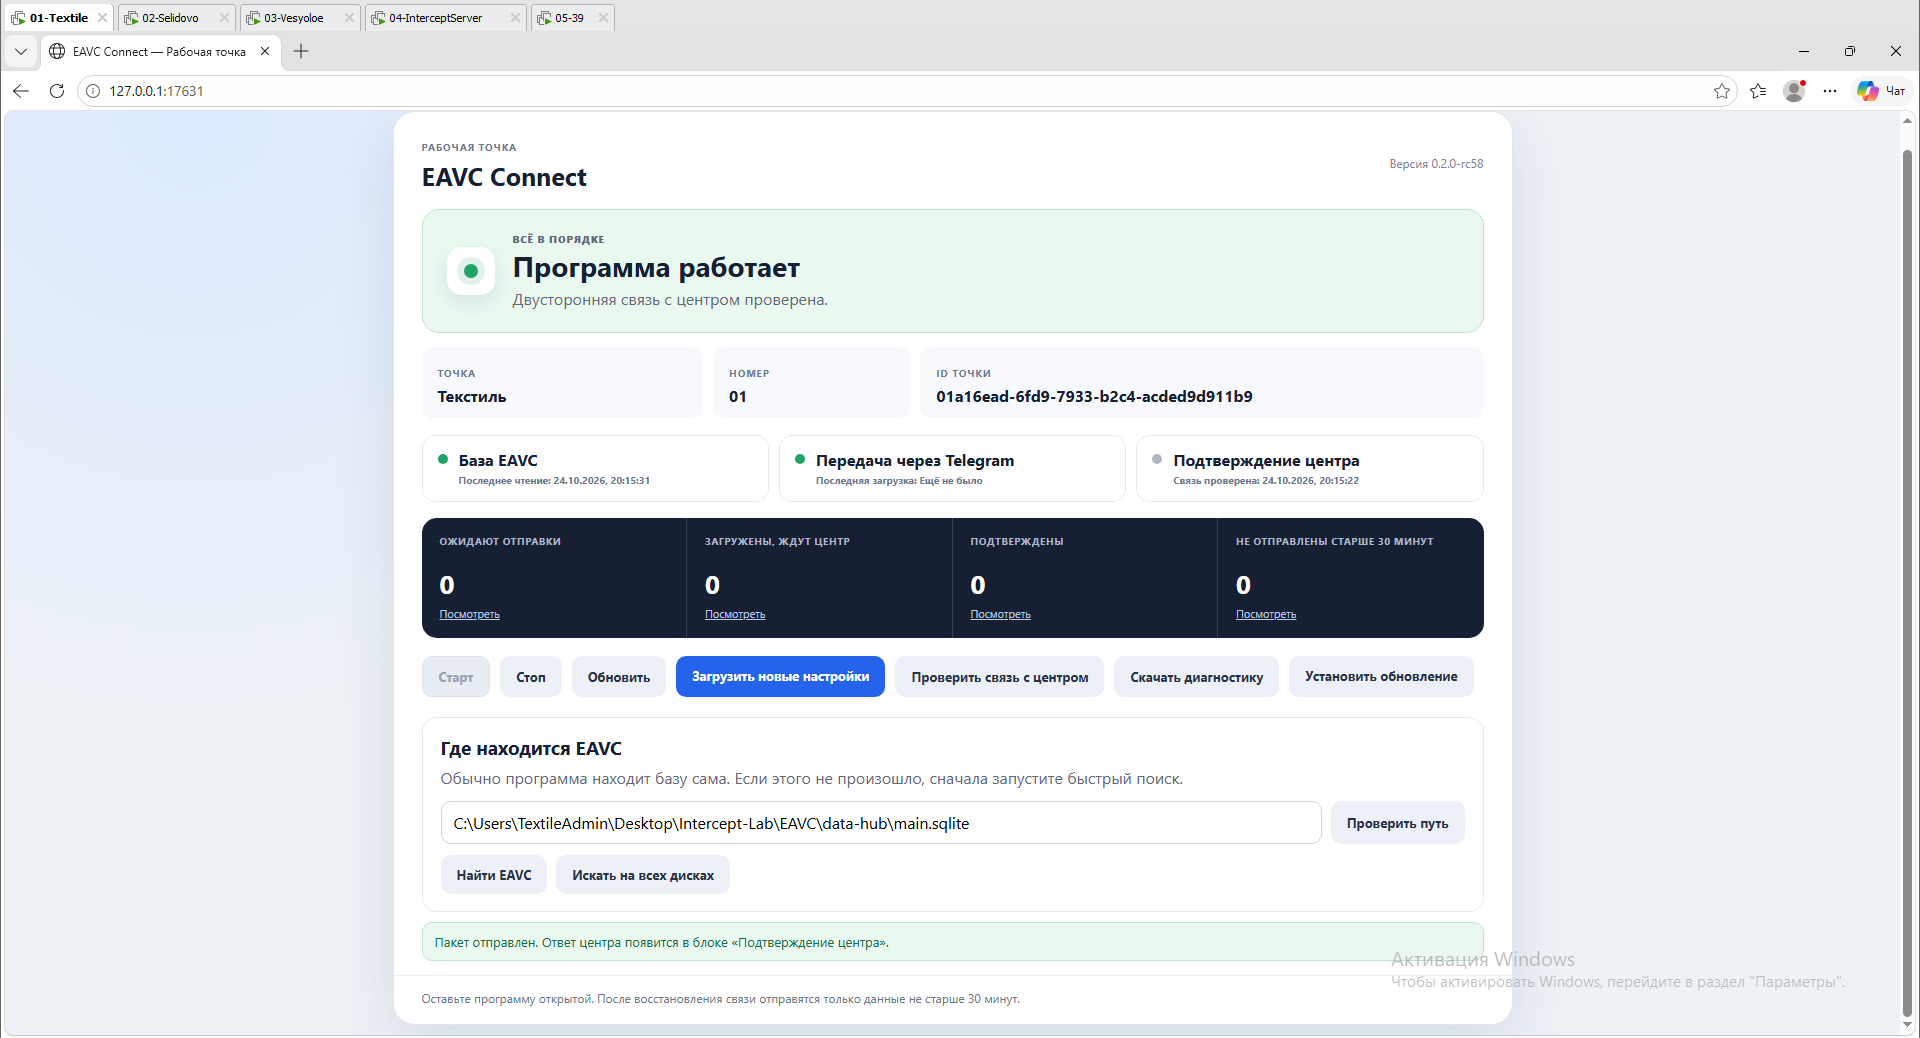 01-Textile
02-Selidovo
03-Vesyoloe
04-InterceptServer
05-39
EAVC Connect — Рабочая точка
127.0.0.1:17631
Чат
РАБОЧАЯ ТОЧКА
EAVC Connect
Версия 0.2.0-rc58
ВСЁ В ПОРЯДКЕ
Программа работает
Двусторонняя связь с центром проверена.
ТОЧКА
Текстиль
НОМЕР
01
ID ТОЧКИ
01a16ead-6fd9-7933-b2c4-acded9d911b9
База EAVC
Последнее чтение: 24.10.2026, 20:15:31
Передача через Telegram
Последняя загрузка: Ещё не было
Подтверждение центра
Связь проверена: 24.10.2026, 20:15:22
ОЖИДАЮТ ОТПРАВКИ
0
Посмотреть
ЗАГРУЖЕНЫ, ЖДУТ ЦЕНТР
0
Посмотреть
ПОДТВЕРЖДЕНЫ
0
Посмотреть
НЕ ОТПРАВЛЕНЫ СТАРШЕ 30 МИНУТ
0
Посмотреть
Старт
Стоп
Обновить
Загрузить новые настройки
Проверить связь с центром
Скачать диагностику
Установить обновление
Где находится EAVC
Обычно программа находит базу сама. Если этого не произошло, сначала запустите быстрый поиск.
C:\Users\TextileAdmin\Desktop\Intercept-Lab\EAVC\data-hub\main.sqlite
Проверить путь
Найти EAVC
Искать на всех дисках
Пакет отправлен. Ответ центра появится в блоке «Подтверждение центра».
Активация Windows
Чтобы активировать Windows, перейдите в раздел "Параметры".
Оставьте программу открытой. После восстановления связи отправятся только данные не старше 30 минут.